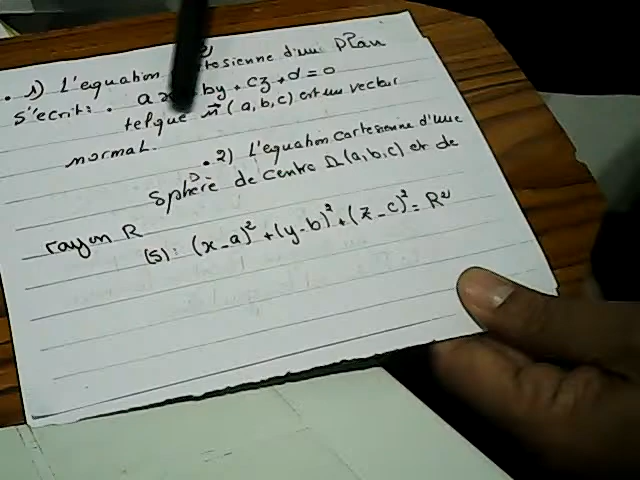 1) L'equation cartesienne d'un Plan
s'ecrit: . ax + by + cz + d = 0
telque n⃗ (a, b, c) est un vecteur
normal.
. 2) L'equation cartesienne d'une
Sphère de centre Ω(a, b, c) et de
rayon R
(S): (x - a)² + (y - b)² + (z - c)² = R²